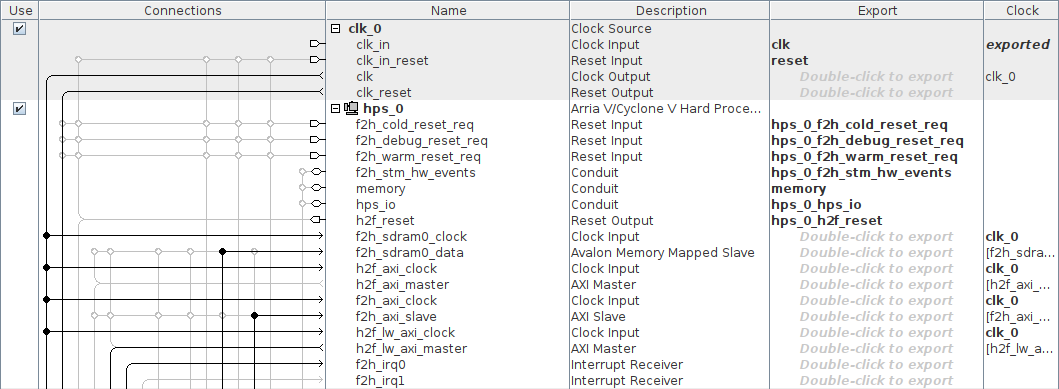 Use Connections Name Description Export Clock
clk_0 Clock Source
clk_in Clock Input clk exported
clk_in_reset Reset Input reset
clk Clock Output Double-click to export clk_0
clk_reset Reset Output Double-click to export
hps_0 Arria V/Cyclone V Hard Proce...
f2h_cold_reset_req Reset Input hps_0_f2h_cold_reset_req
f2h_debug_reset_req Reset Input hps_0_f2h_debug_reset_req
f2h_warm_reset_req Reset Input hps_0_f2h_warm_reset_req
f2h_stm_hw_events Conduit hps_0_f2h_stm_hw_events
memory Conduit memory
hps_io Conduit hps_0_hps_io
h2f_reset Reset Output hps_0_h2f_reset
f2h_sdram0_clock Clock Input Double-click to export clk_0
f2h_sdram0_data Avalon Memory Mapped Slave Double-click to export [f2h_sdra...
h2f_axi_clock Clock Input Double-click to export clk_0
h2f_axi_master AXI Master Double-click to export [h2f_axi_...
f2h_axi_clock Clock Input Double-click to export clk_0
f2h_axi_slave AXI Slave Double-click to export [f2h_axi_...
h2f_lw_axi_clock Clock Input Double-click to export clk_0
h2f_lw_axi_master AXI Master Double-click to export [h2f_lw_a...
f2h_irq0 Interrupt Receiver Double-click to export
f2h_irq1 Interrupt Receiver Double-click to export